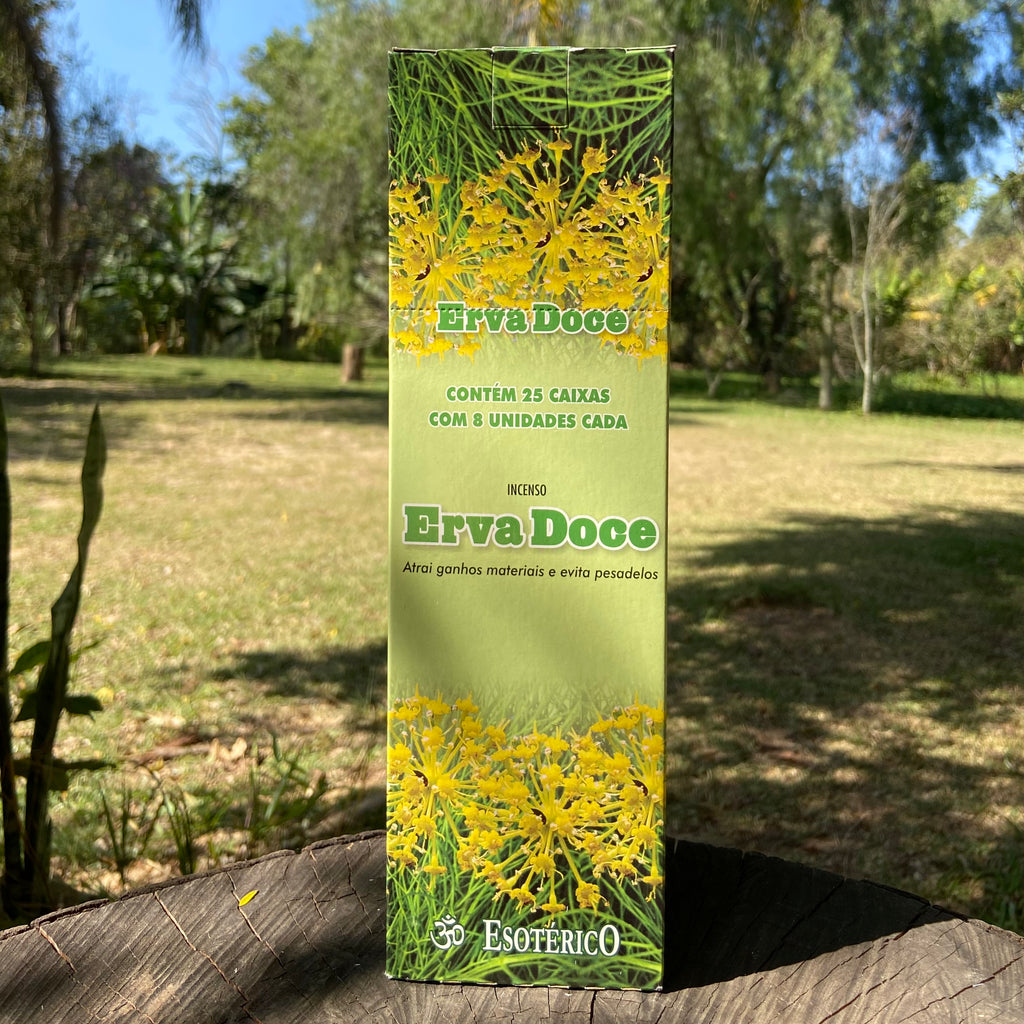 Erva Doce
CONTÉM 25 CAIXAS
COM 8 UNIDADES CADA
INCENSO
Erva Doce
Atrai ganhos materiais e evita pesadelos
ॐ ESOTÉRICO